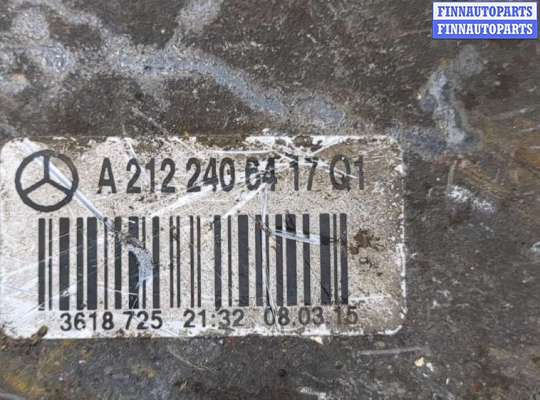 FINNAUTOPARTS
FINNAUTOPARTS
A 212 240 64 17 Q1
3618 725 21:32 08.03.15